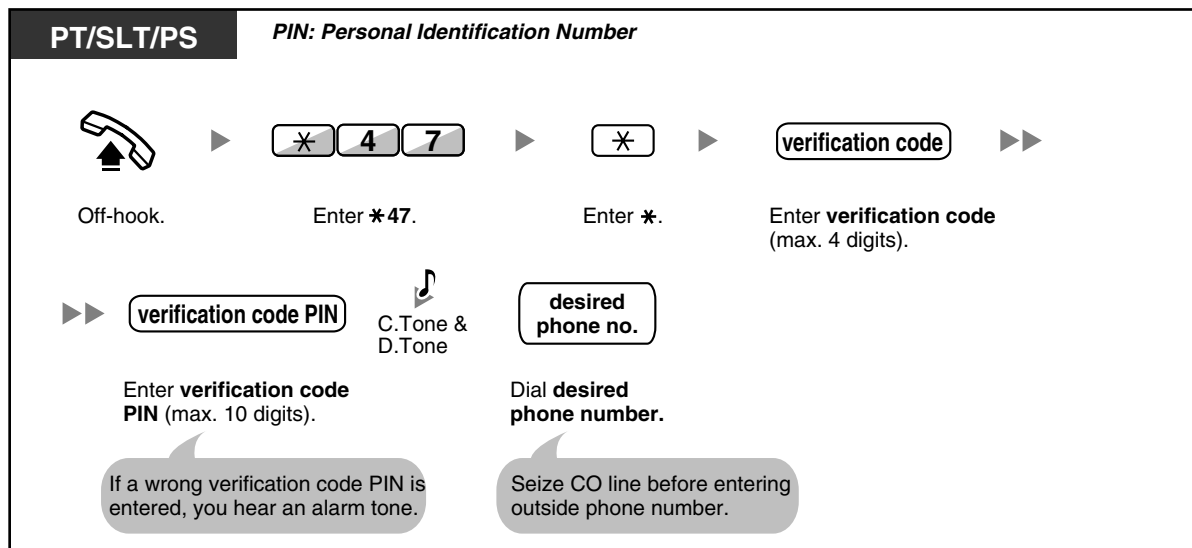 PT/SLT/PS
PIN: Personal Identification Number
* 4 7
*
verification code
Off-hook.
Enter *47.
Enter *.
Enter verification code
(max. 4 digits).
verification code PIN
C.Tone &
D.Tone
desired
phone no.
Enter verification code
PIN (max. 10 digits).
Dial desired
phone number.
If a wrong verification code PIN is
entered, you hear an alarm tone.
Seize CO line before entering
outside phone number.